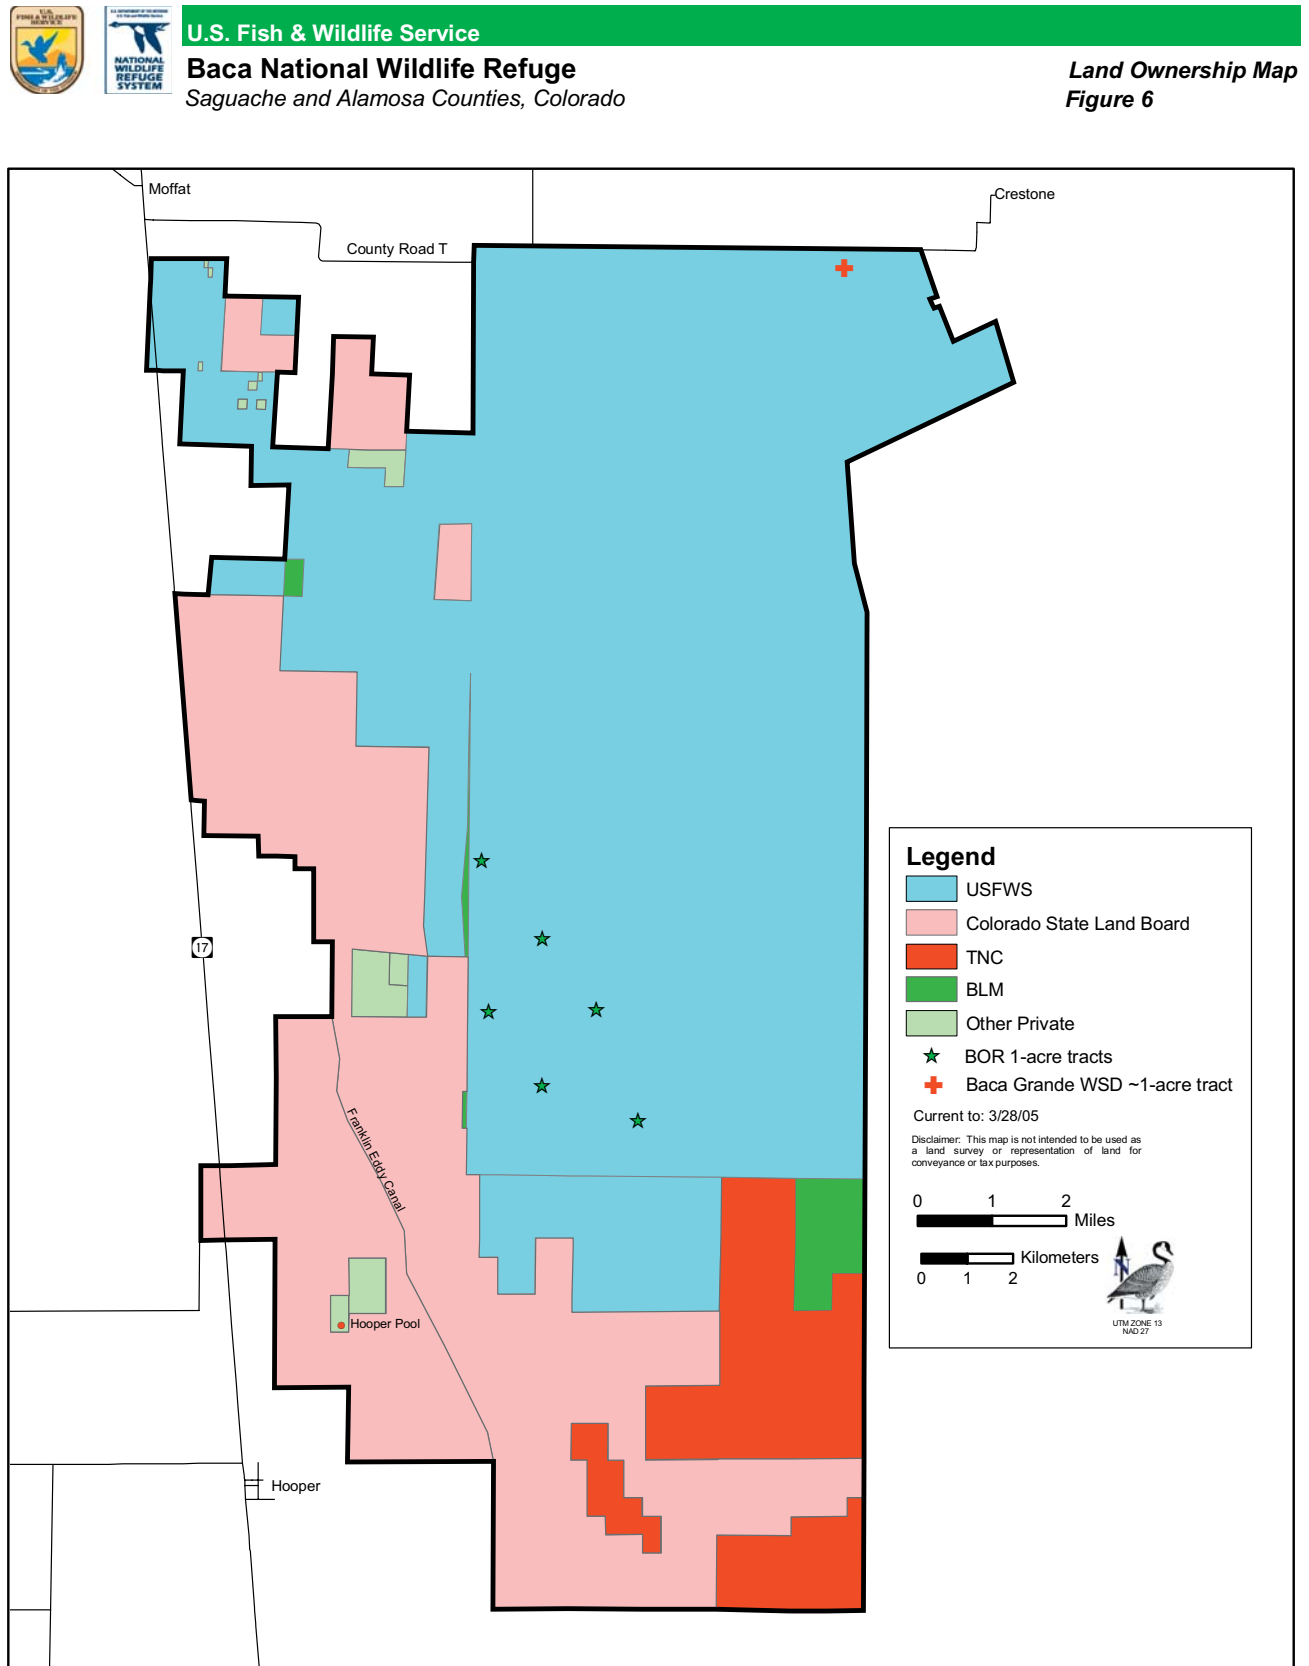 U.S.
FISH & WILDLIFE
SERVICE
NATIONAL
WILDLIFE
REFUGE
SYSTEM
U.S. Fish & Wildlife Service
Baca National Wildlife Refuge
Saguache and Alamosa Counties, Colorado
Land Ownership Map
Figure 6
Moffat
Crestone
County Road T
17
Franklin Eddy Canal
Hooper Pool
Hooper
Legend
USFWS
Colorado State Land Board
TNC
BLM
Other Private
BOR 1-acre tracts
Baca Grande WSD ~1-acre tract
Current to: 3/28/05
Disclaimer: This map is not intended to be used as
a land survey or representation of land for
conveyance or tax purposes.
0 1 2
Miles
Kilometers
0 1 2
N
UTM ZONE 13
NAD 27